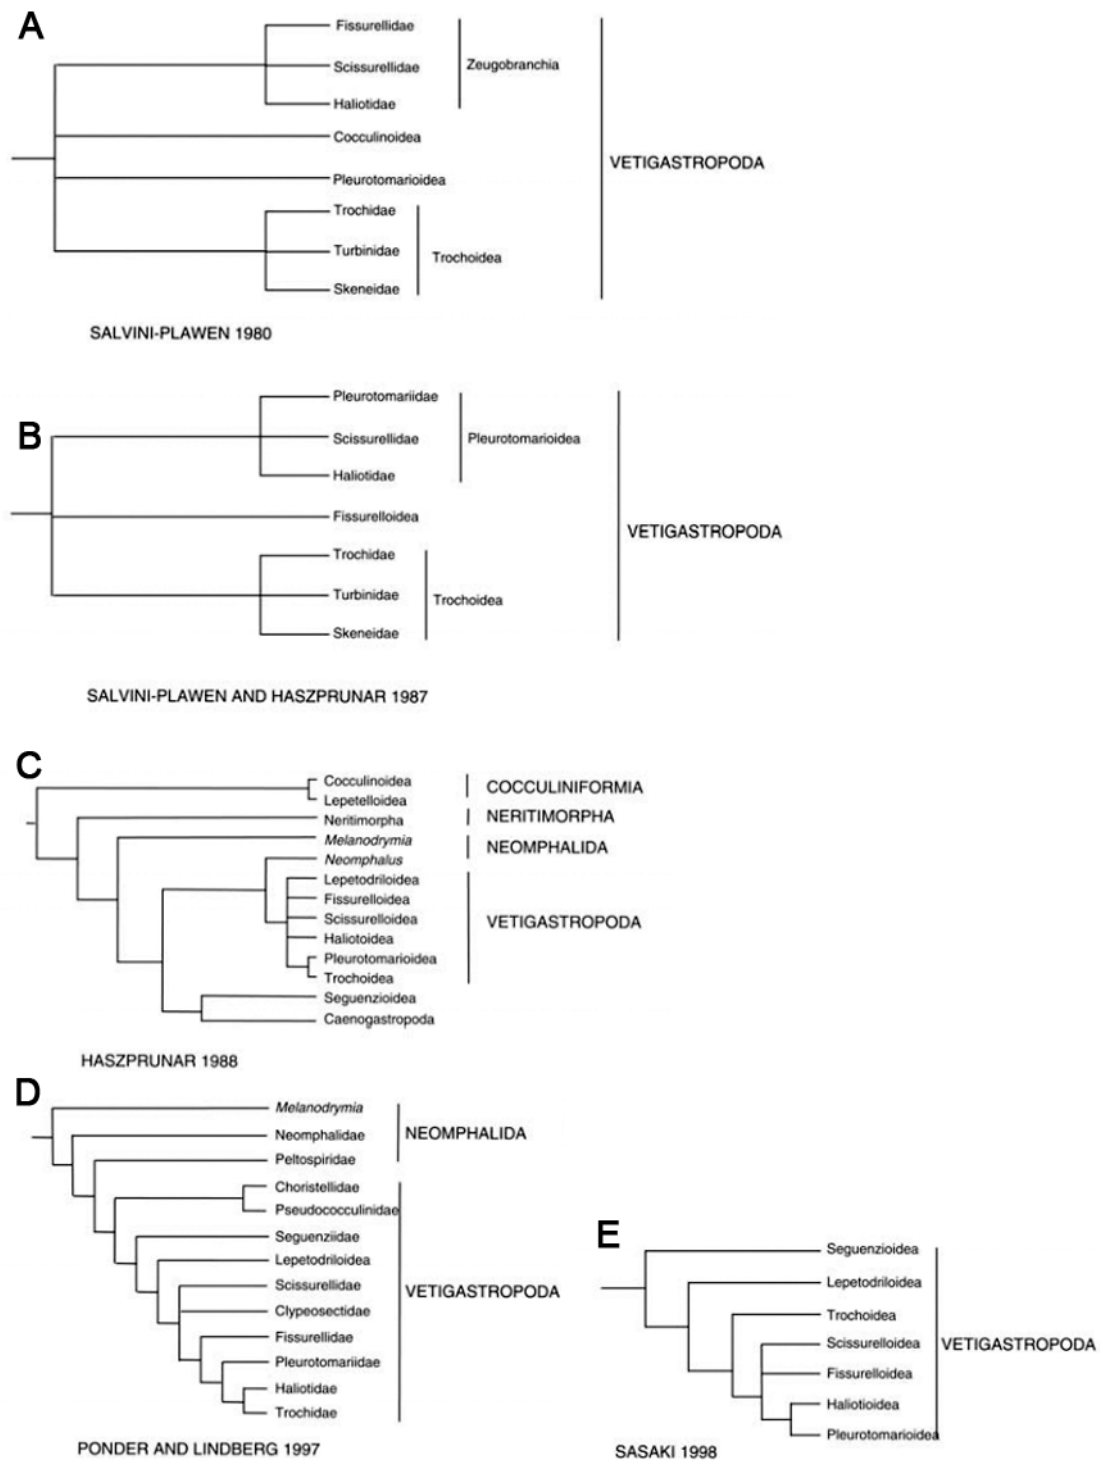 A
Fissurellidae
Scissurellidae
Zeugobranchia
Haliotidae
Cocculinoidea
VETIGASTROPODA
Pleurotomarioidea
Trochidae
Turbinidae
Trochoidea
Skeneidae
SALVINI-PLAWEN 1980
B
Pleurotomariidae
Scissurellidae
Pleurotomarioidea
Haliotidae
Fissurelloidea
VETIGASTROPODA
Trochidae
Turbinidae
Trochoidea
Skeneidae
SALVINI-PLAWEN AND HASZPRUNAR 1987
C
Cocculinoidea
COCCULINIFORMIA
Lepetelloidea
Neritimorpha
NERITIMORPHA
Melanodrymia
NEOMPHALIDA
Neomphalus
Lepetodriloidea
Fissurelloidea
Scissurelloidea
VETIGASTROPODA
Haliotoidea
Pleurotomarioidea
Trochoidea
Seguenzioidea
Caenogastropoda
HASZPRUNAR 1988
D
Melanodrymia
Neomphalidae
NEOMPHALIDA
Peltospiridae
Choristellidae
Pseudococculinidae
Seguenziidae
Lepetodriloidea
Scissurellidae
VETIGASTROPODA
Clypeosectidae
Fissurellidae
Pleurotomariidae
Haliotidae
Trochidae
PONDER AND LINDBERG 1997
E
Seguenzioidea
Lepetodriloidea
Trochoidea
Scissurelloidea
VETIGASTROPODA
Fissurelloidea
Haliotioidea
Pleurotomarioidea
SASAKI 1998